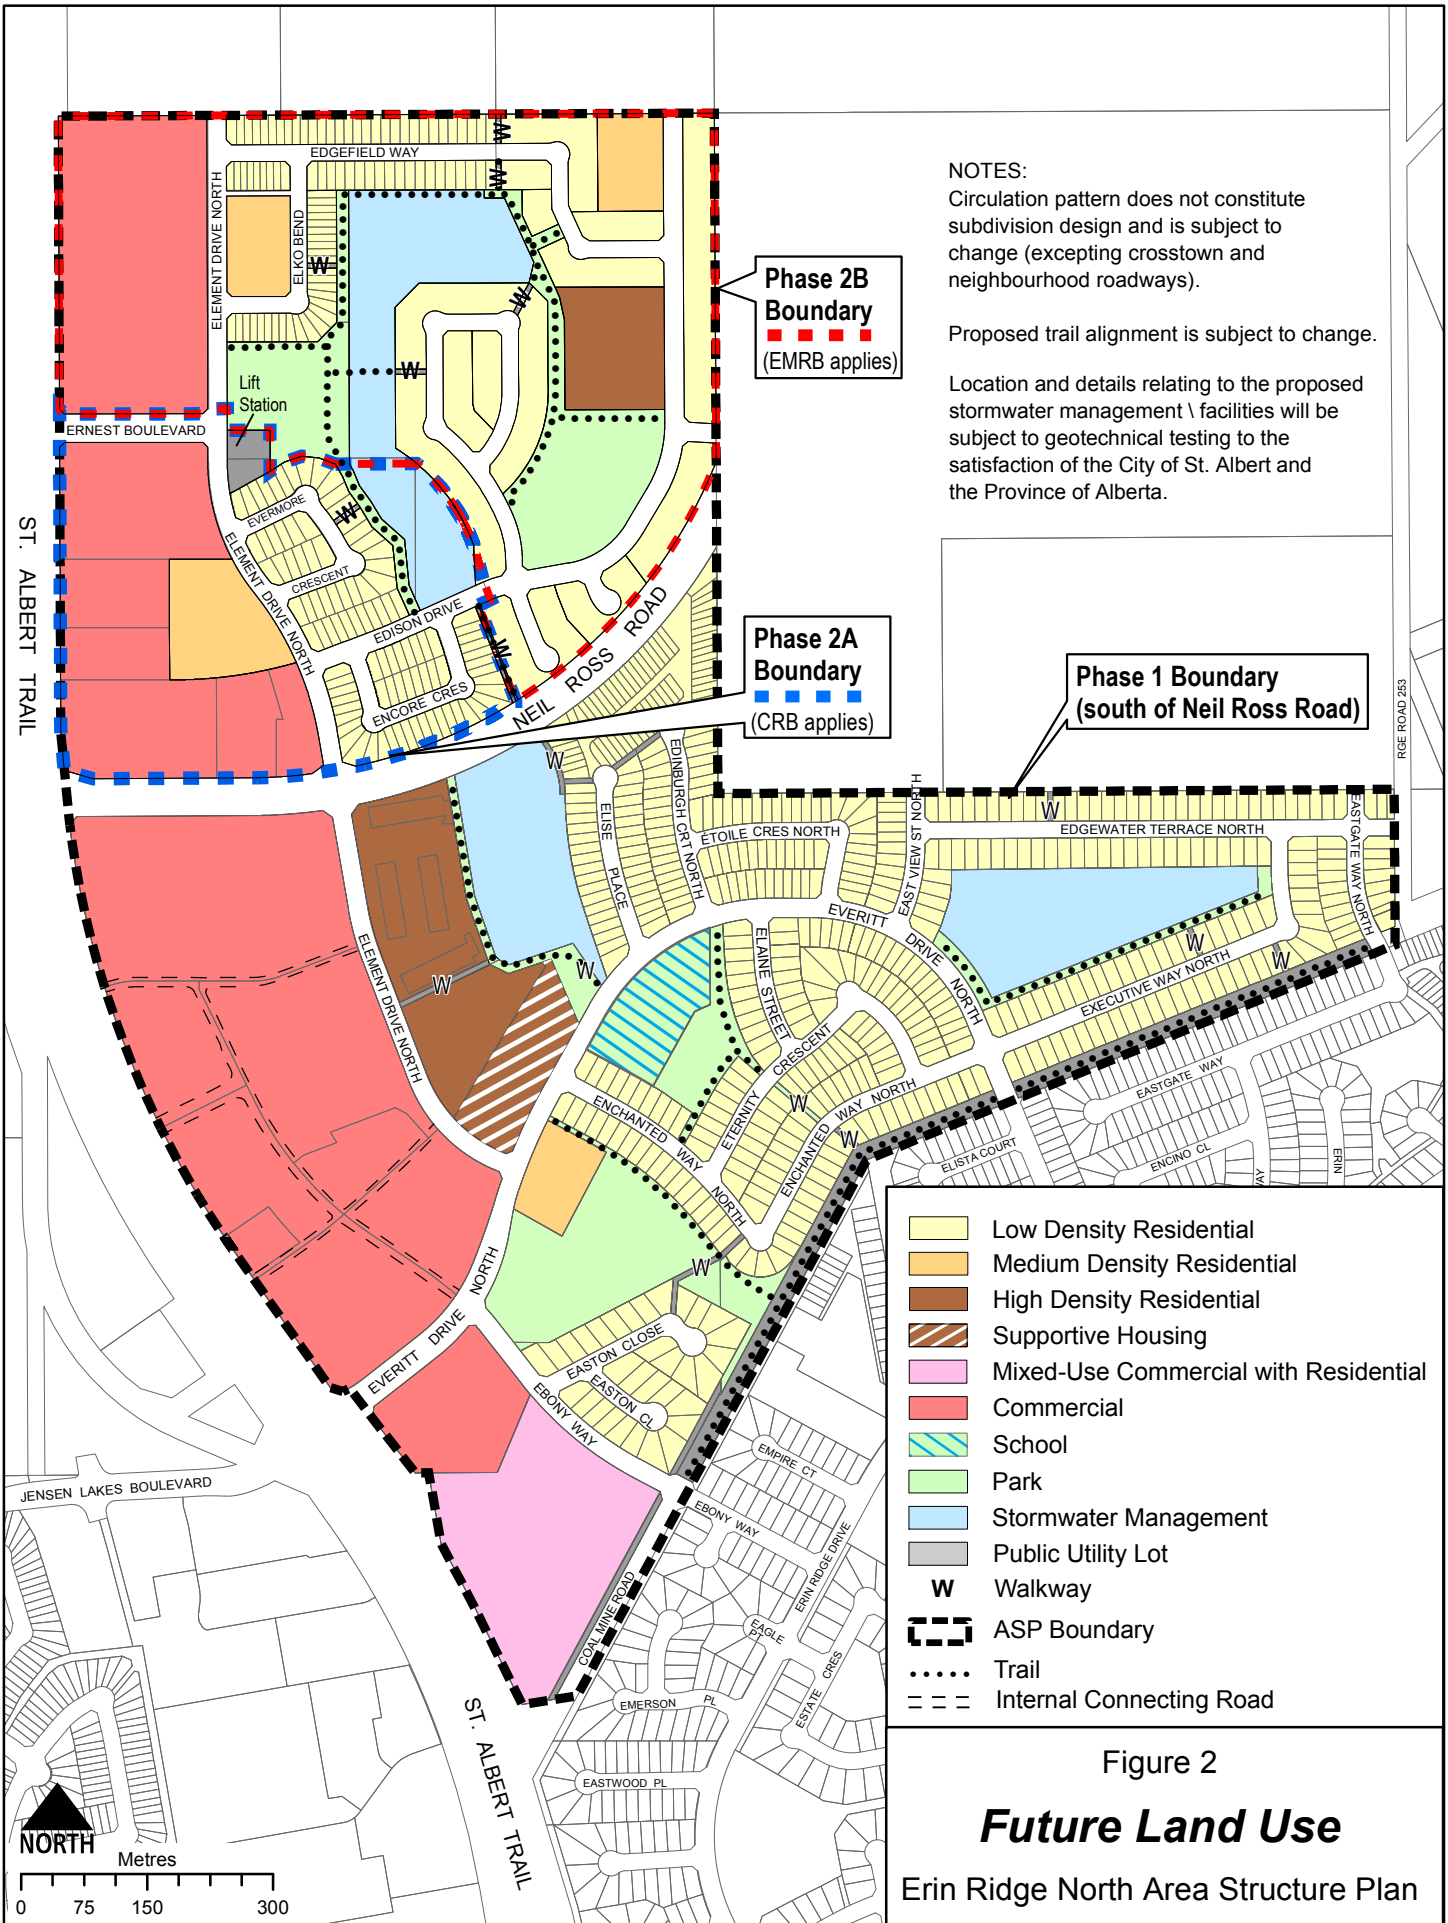 EDGEFIELD WAY
ELEMENT DRIVE NORTH
ELKO BEND
W
W
W
W
W
Lift
Station
ERNEST BOULEVARD
EVERMORE
CRESCENT
W
ELEMENT DRIVE NORTH
EDISON DRIVE
ENCORE CRES
W
NEIL ROSS ROAD
ST. ALBERT TRAIL
NOTES:
Circulation pattern does not constitute
subdivision design and is subject to
change (excepting crosstown and
neighbourhood roadways).
Proposed trail alignment is subject to change.
Location and details relating to the proposed
stormwater management \ facilities will be
subject to geotechnical testing to the
satisfaction of the City of St. Albert and
the Province of Alberta.
Phase 2B
Boundary
(EMRB applies)
Phase 2A
Boundary
(CRB applies)
Phase 1 Boundary
(south of Neil Ross Road)
RGE ROAD 253
W
ELISE PLACE
EDINBURGH CRT NORTH
ETOILE CRES NORTH
EAST VIEW ST NORTH
W
EDGEWATER TERRACE NORTH
EASTGATE WAY NORTH
EVERITT DRIVE NORTH
ELAINE STREET
W
EXECUTIVE WAY NORTH
W
ELEMENT DRIVE NORTH
W
W
ETERNITY CRESCENT
W
ENCHANTED WAY NORTH
W
ENCHANTED WAY NORTH
W
EVERITT DRIVE NORTH
EASTON CLOSE
EASTON CL
EBONY WAY
EASTGATE WAY
ELISTA COURT
ENCINO CL
WAY
ERIN
EMPIRE CT
EBONY WAY
ERIN RIDGE DRIVE
EAGLE
PT
ESTATE CRES
EMERSON PL
EASTWOOD PL
COAL MINE ROAD
JENSEN LAKES BOULEVARD
ST. ALBERT TRAIL
Low Density Residential
Medium Density Residential
High Density Residential
Supportive Housing
Mixed-Use Commercial with Residential
Commercial
School
Park
Stormwater Management
Public Utility Lot
W Walkway
ASP Boundary
Trail
Internal Connecting Road
NORTH
Metres
0 75 150 300
Figure 2
Future Land Use
Erin Ridge North Area Structure Plan